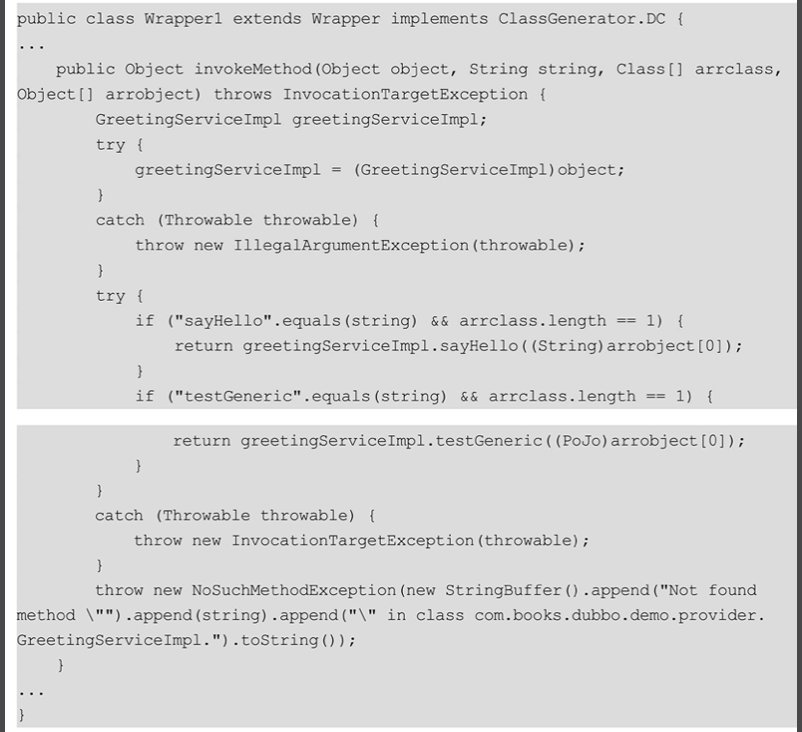 public class Wrapper1 extends Wrapper implements ClassGenerator.DC {
...
    public Object invokeMethod(Object object, String string, Class[] arrclass,
Object[] arrobject) throws InvocationTargetException {
        GreetingServiceImpl greetingServiceImpl;
        try {
            greetingServiceImpl = (GreetingServiceImpl)object;
        }
        catch (Throwable throwable) {
            throw new IllegalArgumentException(throwable);
        }
        try {
            if ("sayHello".equals(string) && arrclass.length == 1) {
                return greetingServiceImpl.sayHello((String)arrobject[0]);
            }
            if ("testGeneric".equals(string) && arrclass.length == 1) {
                return greetingServiceImpl.testGeneric((PoJo)arrobject[0]);
            }
        }
        catch (Throwable throwable) {
            throw new InvocationTargetException(throwable);
        }
        throw new NoSuchMethodException(new StringBuffer().append("Not found
method \"").append(string).append("\" in class com.books.dubbo.demo.provider.
GreetingServiceImpl.").toString());
    }
...
}